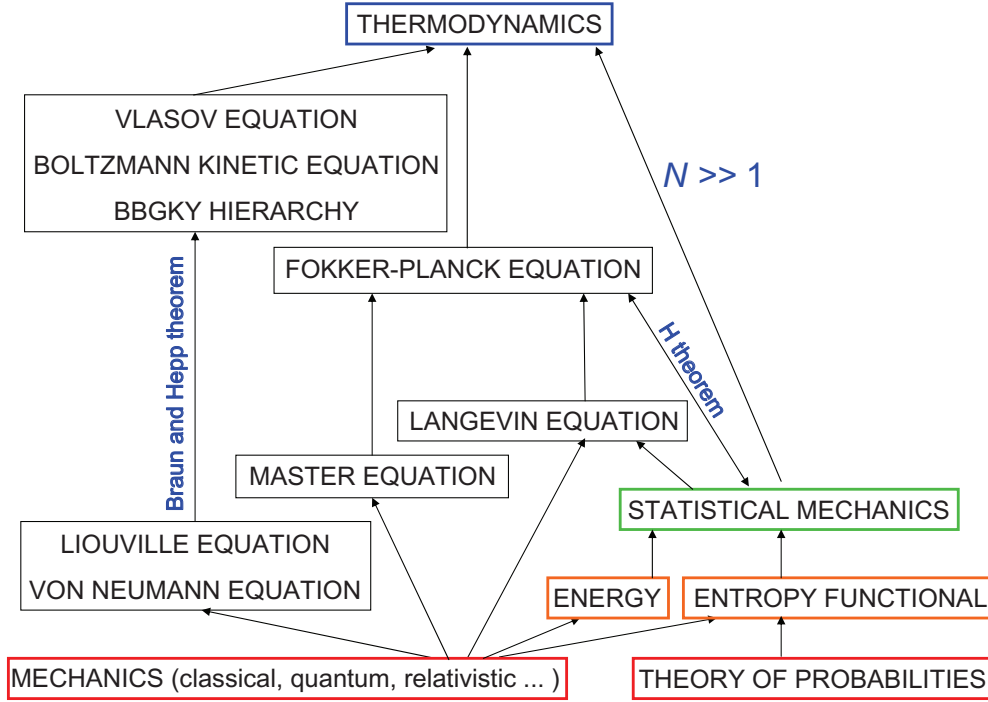 THERMODYNAMICS
VLASOV EQUATION
BOLTZMANN KINETIC EQUATION
BBGKY HIERARCHY
N >> 1
FOKKER-PLANCK EQUATION
Braun and Hepp theorem
H theorem
LANGEVIN EQUATION
MASTER EQUATION
STATISTICAL MECHANICS
LIOUVILLE EQUATION
VON NEUMANN EQUATION
ENERGY
ENTROPY FUNCTIONAL
MECHANICS (classical, quantum, relativistic ... )
THEORY OF PROBABILITIES